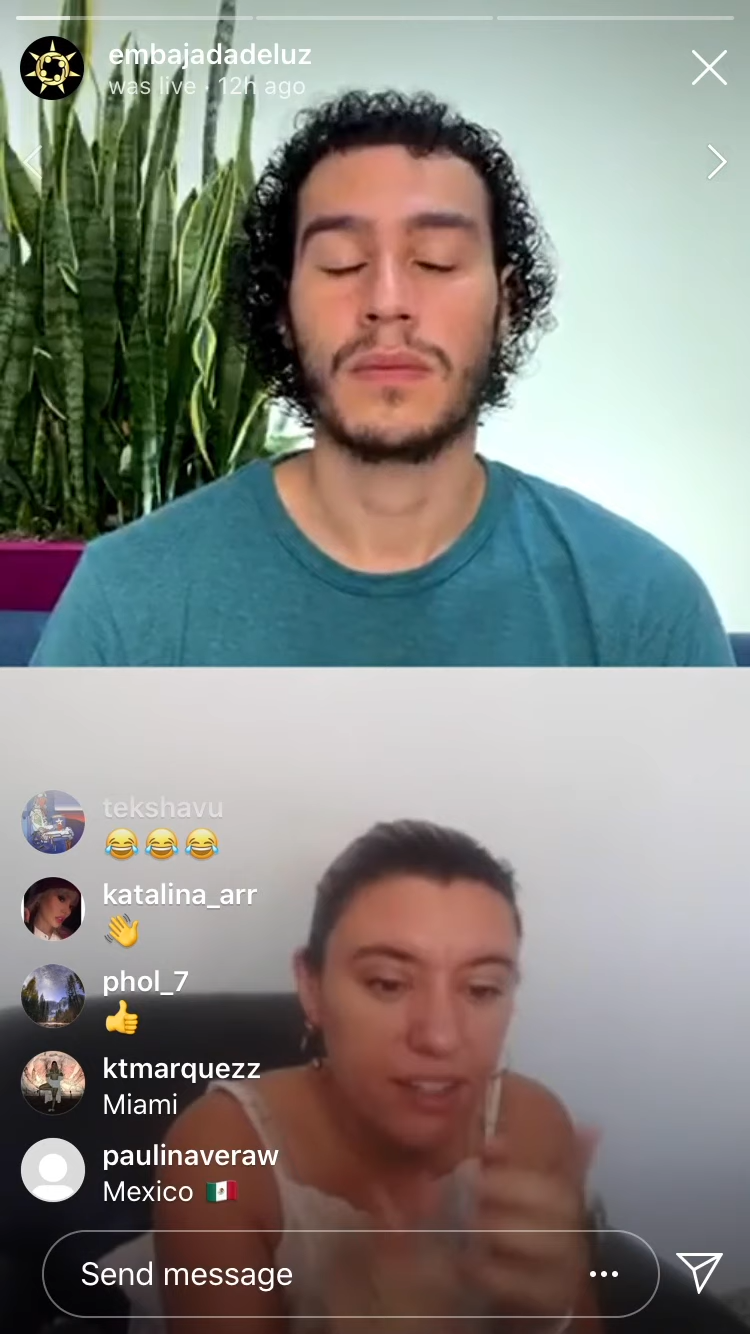 embajadadeluz
was live · 12h ago
tekshavu
😂😂😂
katalina_arr
👋
phol_7
👍
ktmarquezz
Miami
paulinaveraw
Mexico 🇲🇽
Send message